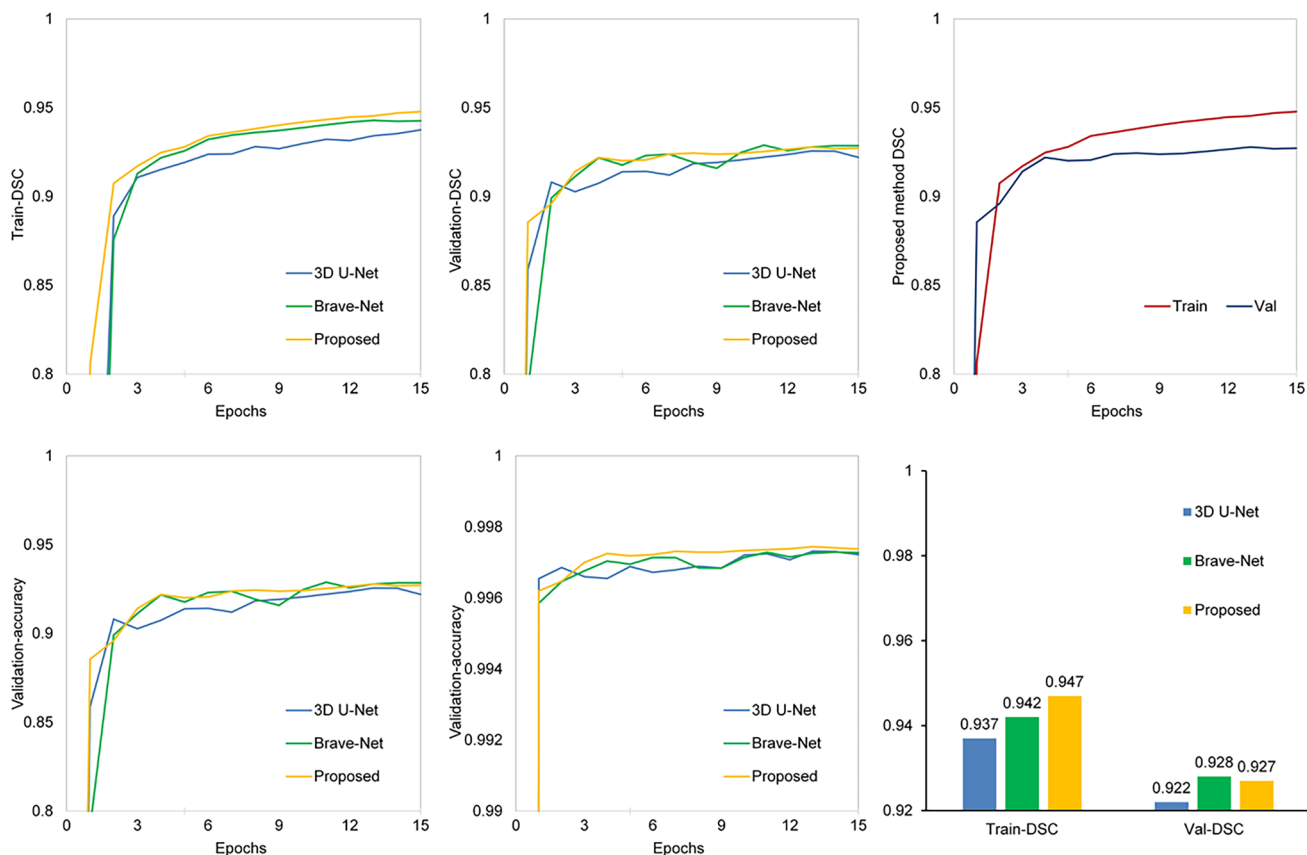 1
0.95
0.9
0.85
0.8
Train-DSC
0 3 6 9 12 15
Epochs
3D U-Net
Brave-Net
Proposed
1
0.95
0.9
0.85
0.8
Validation-DSC
0 3 6 9 12 15
Epochs
3D U-Net
Brave-Net
Proposed
1
0.95
0.9
0.85
0.8
Proposed method DSC
0 3 6 9 12 15
Epochs
Train Val
1
0.95
0.9
0.85
0.8
Validation-accuracy
0 3 6 9 12 15
Epochs
3D U-Net
Brave-Net
Proposed
1
0.998
0.996
0.994
0.992
0.99
Validation-accuracy
0 3 6 9 12 15
Epochs
3D U-Net
Brave-Net
Proposed
1
0.98
0.96
0.94
0.92
3D U-Net
Brave-Net
Proposed
0.937 0.942 0.947
0.922 0.928 0.927
Train-DSC Val-DSC